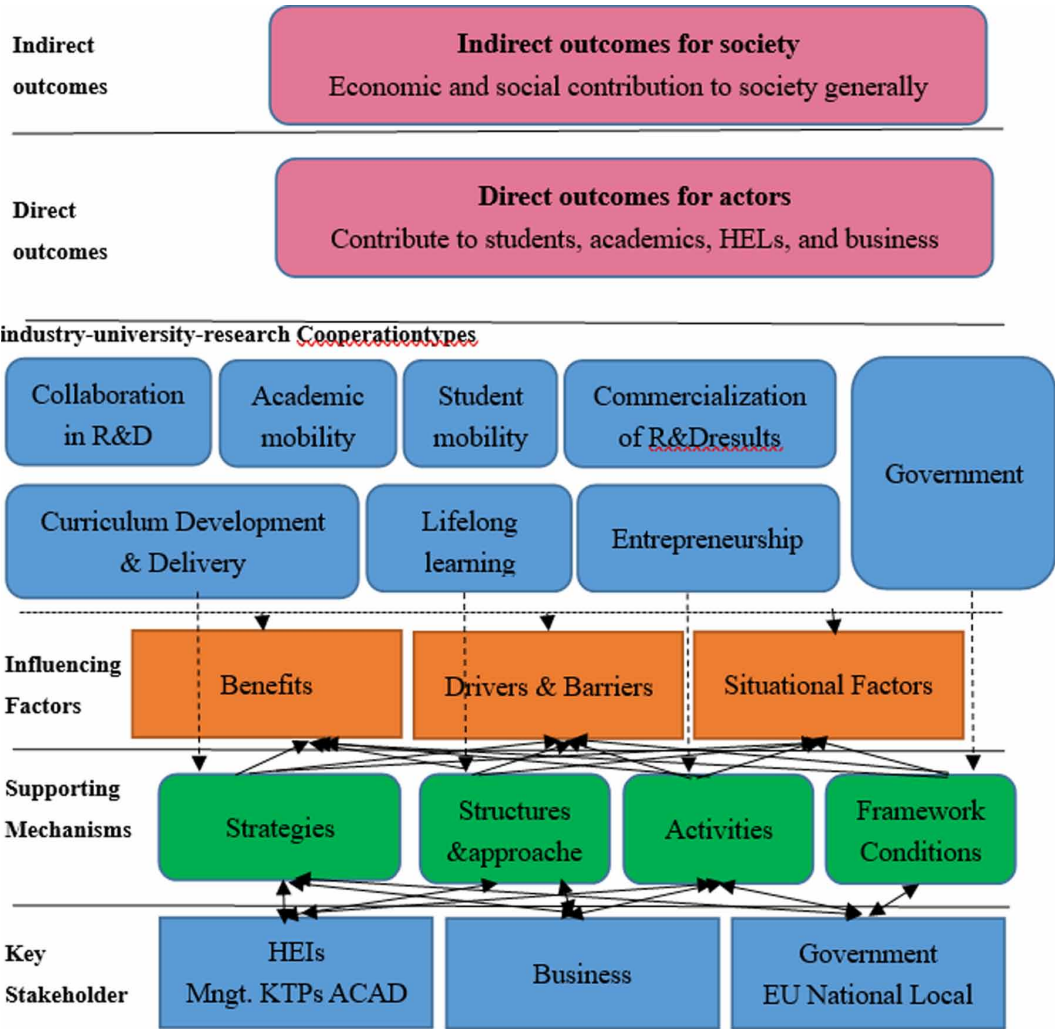 Indirect
outcomes
Indirect outcomes for society
Economic and social contribution to society generally
Direct
outcomes
Direct outcomes for actors
Contribute to students, academics, HELs, and business
industry-university-research Cooperationtypes
Collaboration
in R&D
Academic
mobility
Student
mobility
Commercialization
of R&Dresults
Government
Curriculum Development
& Delivery
Lifelong
learning
Entrepreneurship
Influencing
Factors
Benefits
Drivers & Barriers
Situational Factors
Supporting
Mechanisms
Strategies
Structures
&approache
Activities
Framework
Conditions
Key
Stakeholder
HEIs
Mngt. KTPs ACAD
Business
Government
EU National Local